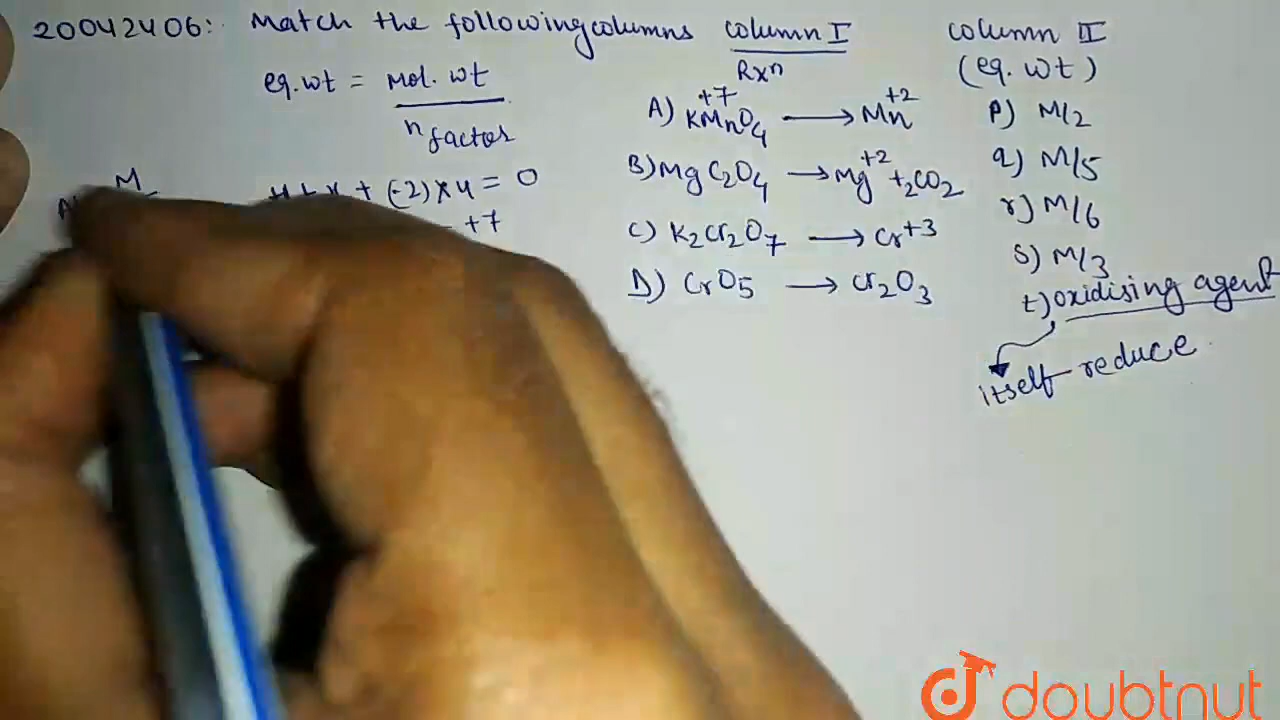 20042406: Match the following columns column I column II
Rxn (eq. wt)
eq. wt = Mol. wt
n factor
A) KMnO4 → Mn+2
+7
B) MgC2O4 → Mg+2 + 2CO2
C) K2Cr2O7 → Cr+3
D) CrO5 → Cr2O3
P) M/2
q) M/5
r) M/6
s) M/3
t) oxidising agent
itself reduce
M
+ (-2) × 4 = 0
+7
doubtnut